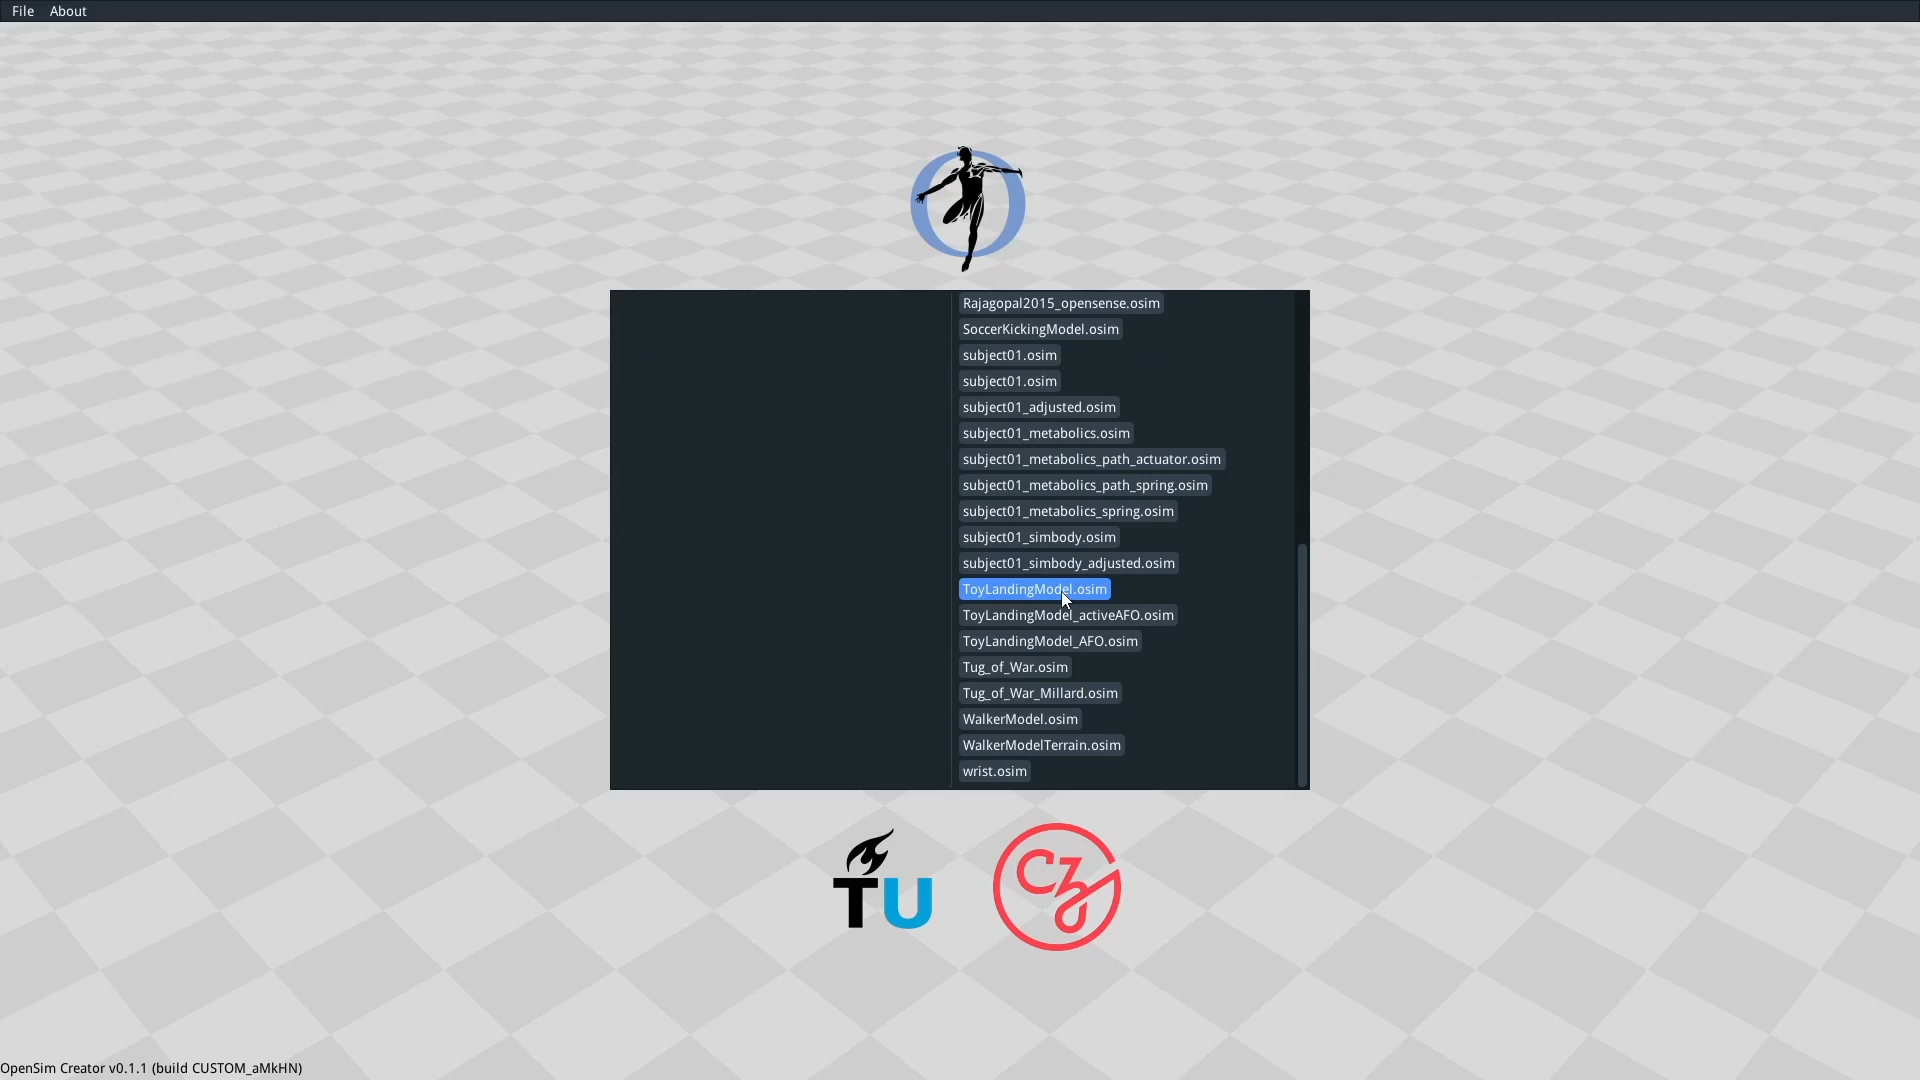 File About
Rajagopal2015_opensense.osim
SoccerKickingModel.osim
subject01.osim
subject01.osim
subject01_adjusted.osim
subject01_metabolics.osim
subject01_metabolics_path_actuator.osim
subject01_metabolics_path_spring.osim
subject01_metabolics_spring.osim
subject01_simbody.osim
subject01_simbody_adjusted.osim
ToyLandingModel.osim
ToyLandingModel_activeAFO.osim
ToyLandingModel_AFO.osim
Tug_of_War.osim
Tug_of_War_Millard.osim
WalkerModel.osim
WalkerModelTerrain.osim
wrist.osim
TU
CZ
OpenSim Creator v0.1.1 (build CUSTOM_aMkHN)